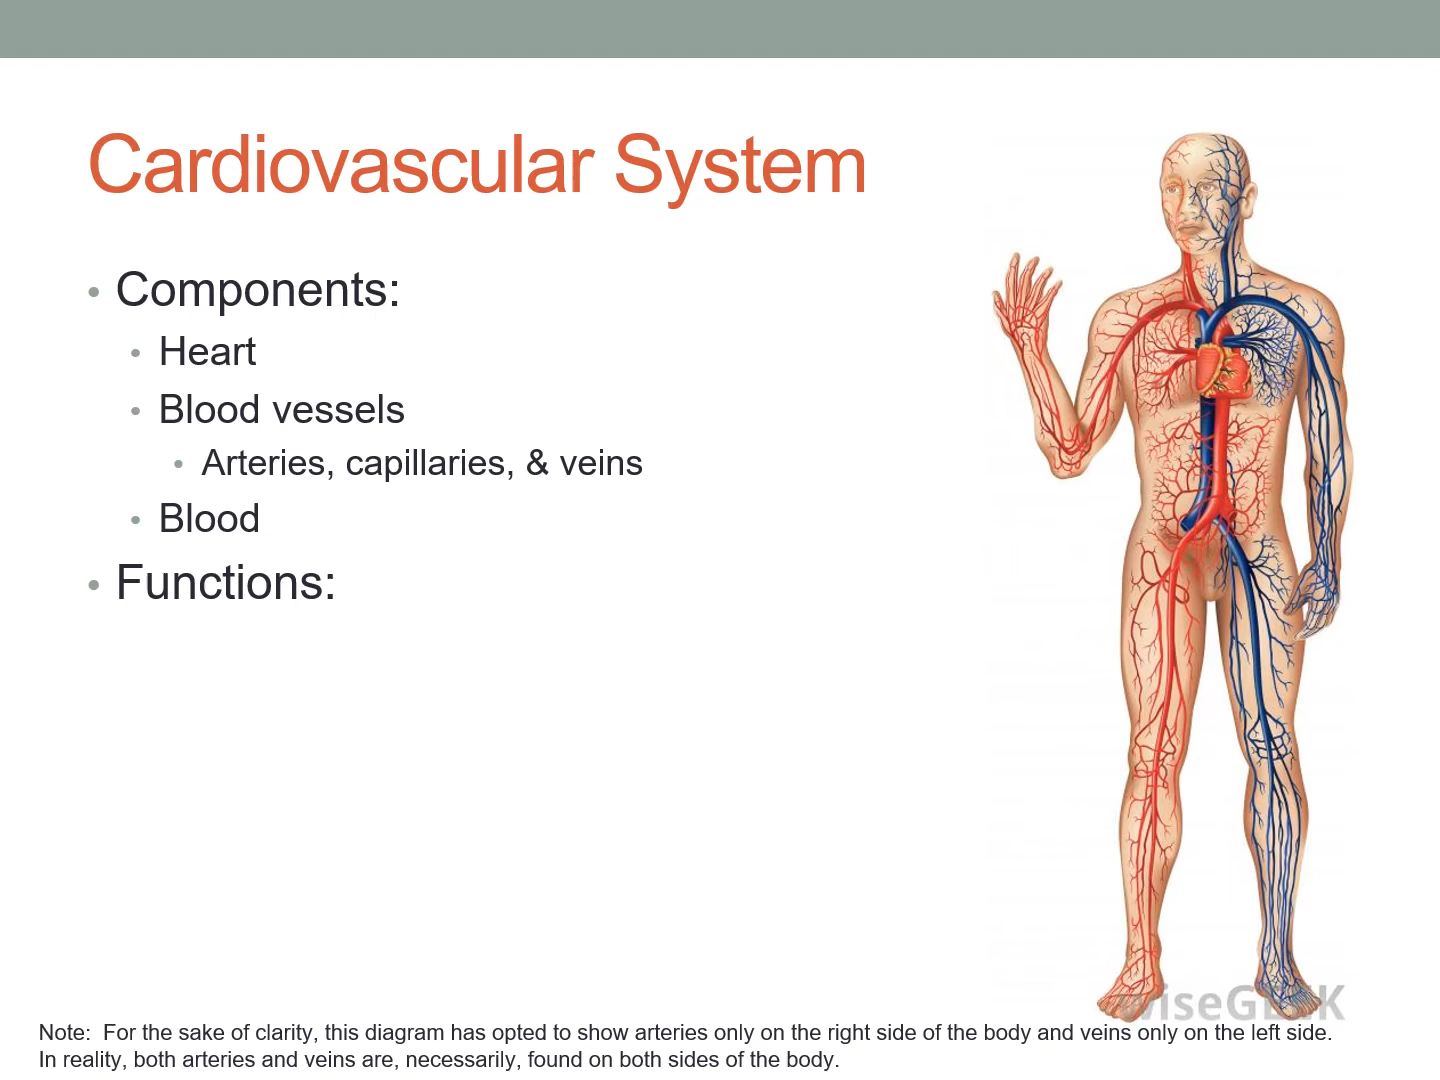 Cardiovascular System
• Components:
• Heart
• Blood vessels
• Arteries, capillaries, & veins
• Blood
• Functions:
wiseGEEK
Note:  For the sake of clarity, this diagram has opted to show arteries only on the right side of the body and veins only on the left side.
In reality, both arteries and veins are, necessarily, found on both sides of the body.